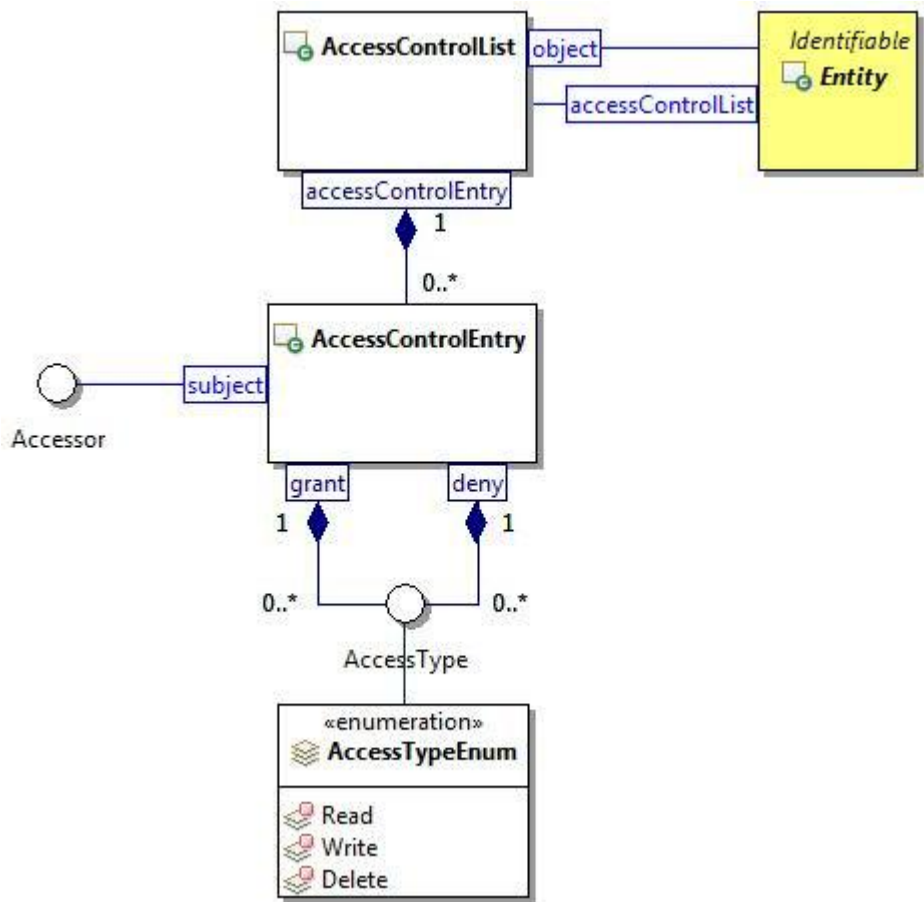 AccessControlList
object
Identifiable
Entity
accessControlList
accessControlEntry
1
0..*
AccessControlEntry
subject
Accessor
grant
deny
1
1
0..*
0..*
AccessType
«enumeration»
AccessTypeEnum
Read
Write
Delete